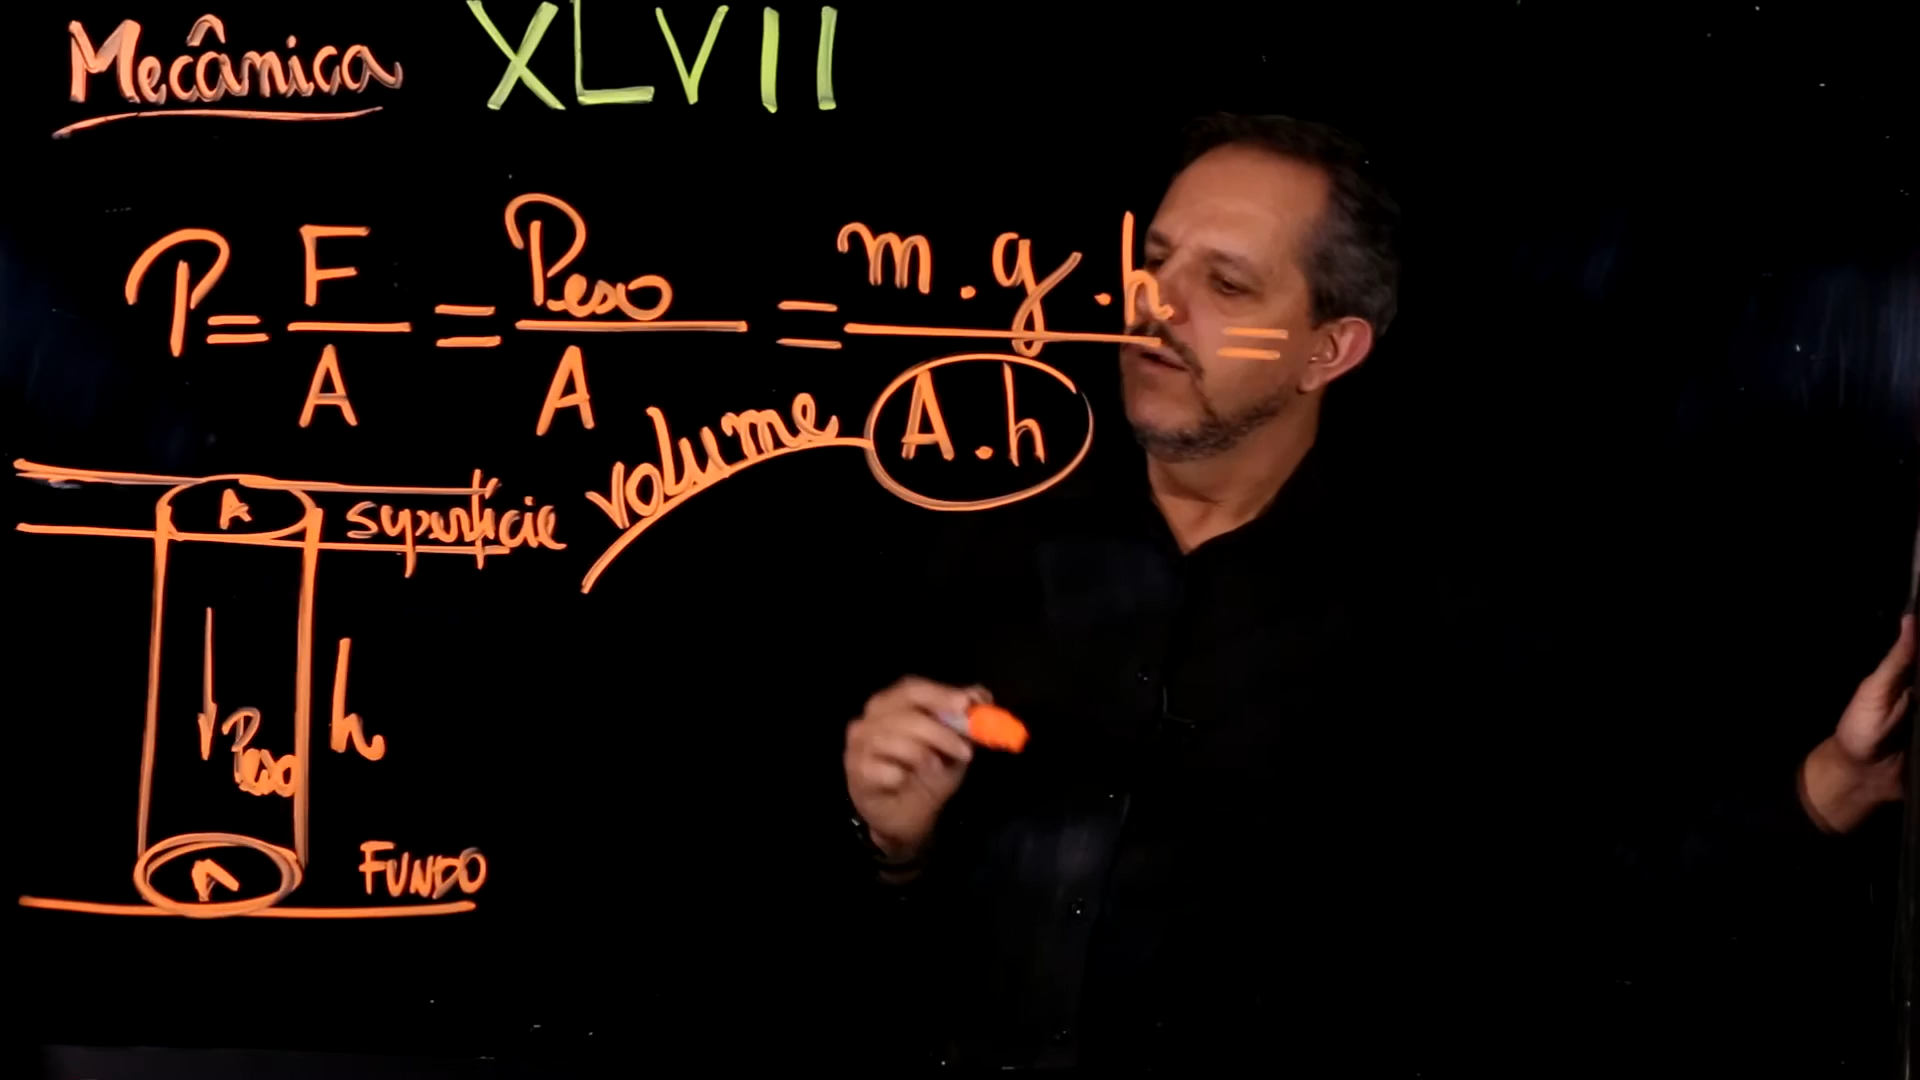 Mecânica XLVII
P = F/A = Peso/A = m.g.h/A.h =
volume
A superfície
Peso h
A FUNDO